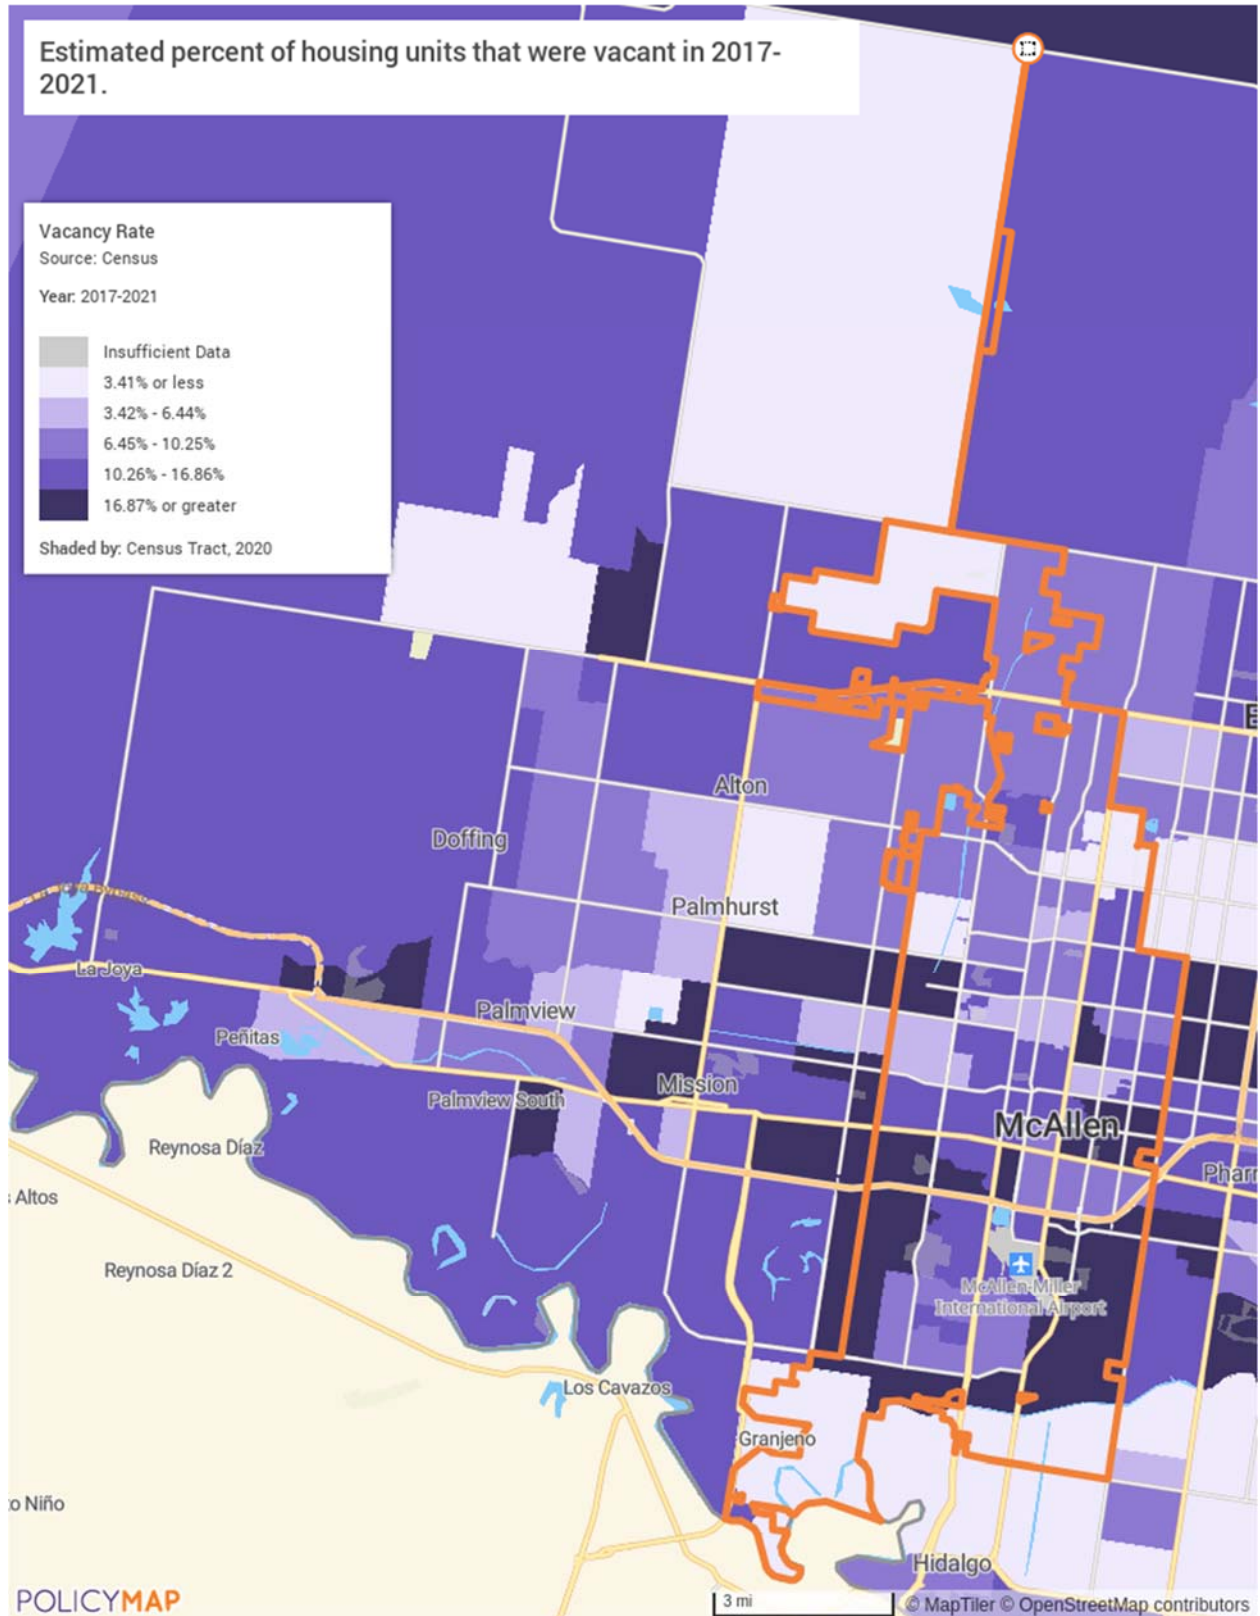 Estimated percent of housing units that were vacant in 2017-
2021.
Vacancy Rate
Source: Census
Year: 2017-2021
Insufficient Data
3.41% or less
3.42% - 6.44%
6.45% - 10.25%
10.26% - 16.86%
16.87% or greater
Shaded by: Census Tract, 2020
E
Alton
Doffing
Palmhurst
La Joya
Palmview
Peñitas
Mission
Palmview South
McAllen
Reynosa Díaz
Pharr
Altos
Reynosa Díaz 2
McAllen-Miller
International Airport
Los Cavazos
Granjeno
o Niño
Hidalgo
POLICYMAP
3 mi
© MapTiler © OpenStreetMap contributors